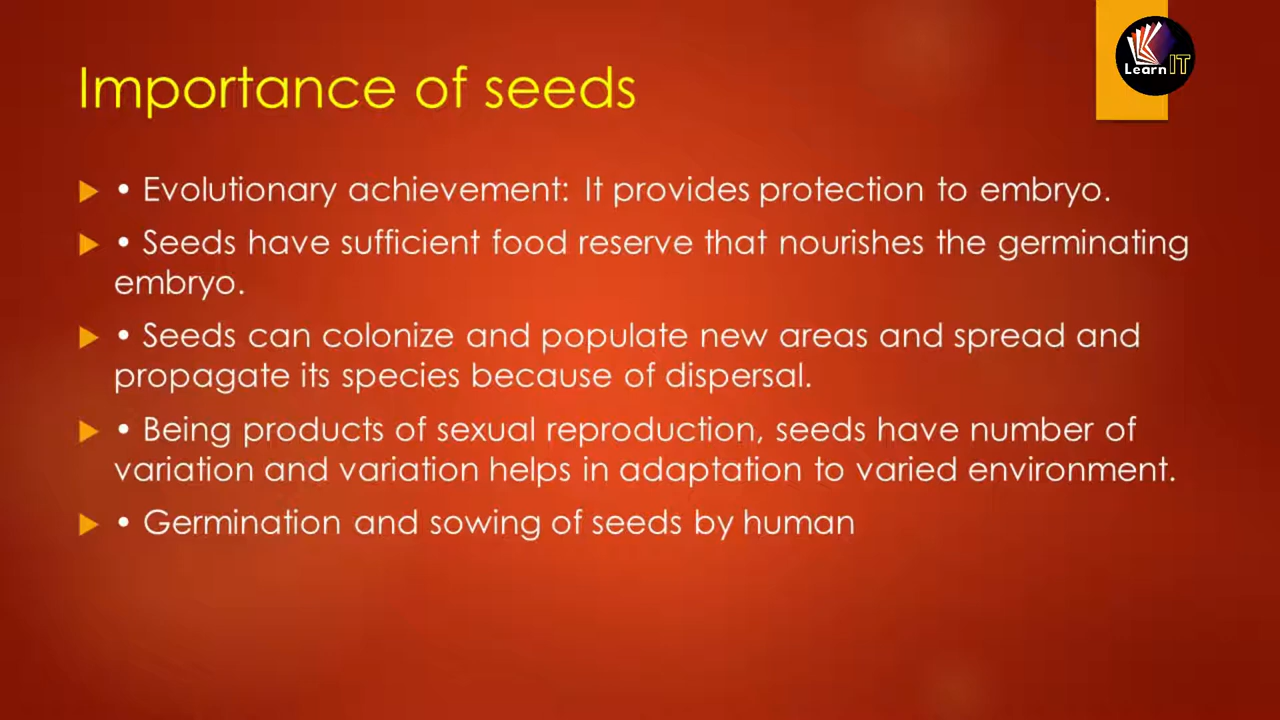 Importance of seeds
LearnIT
• Evolutionary achievement: It provides protection to embryo.
• Seeds have sufficient food reserve that nourishes the germinating
embryo.
• Seeds can colonize and populate new areas and spread and
propagate its species because of dispersal.
• Being products of sexual reproduction, seeds have number of
variation and variation helps in adaptation to varied environment.
• Germination and sowing of seeds by human